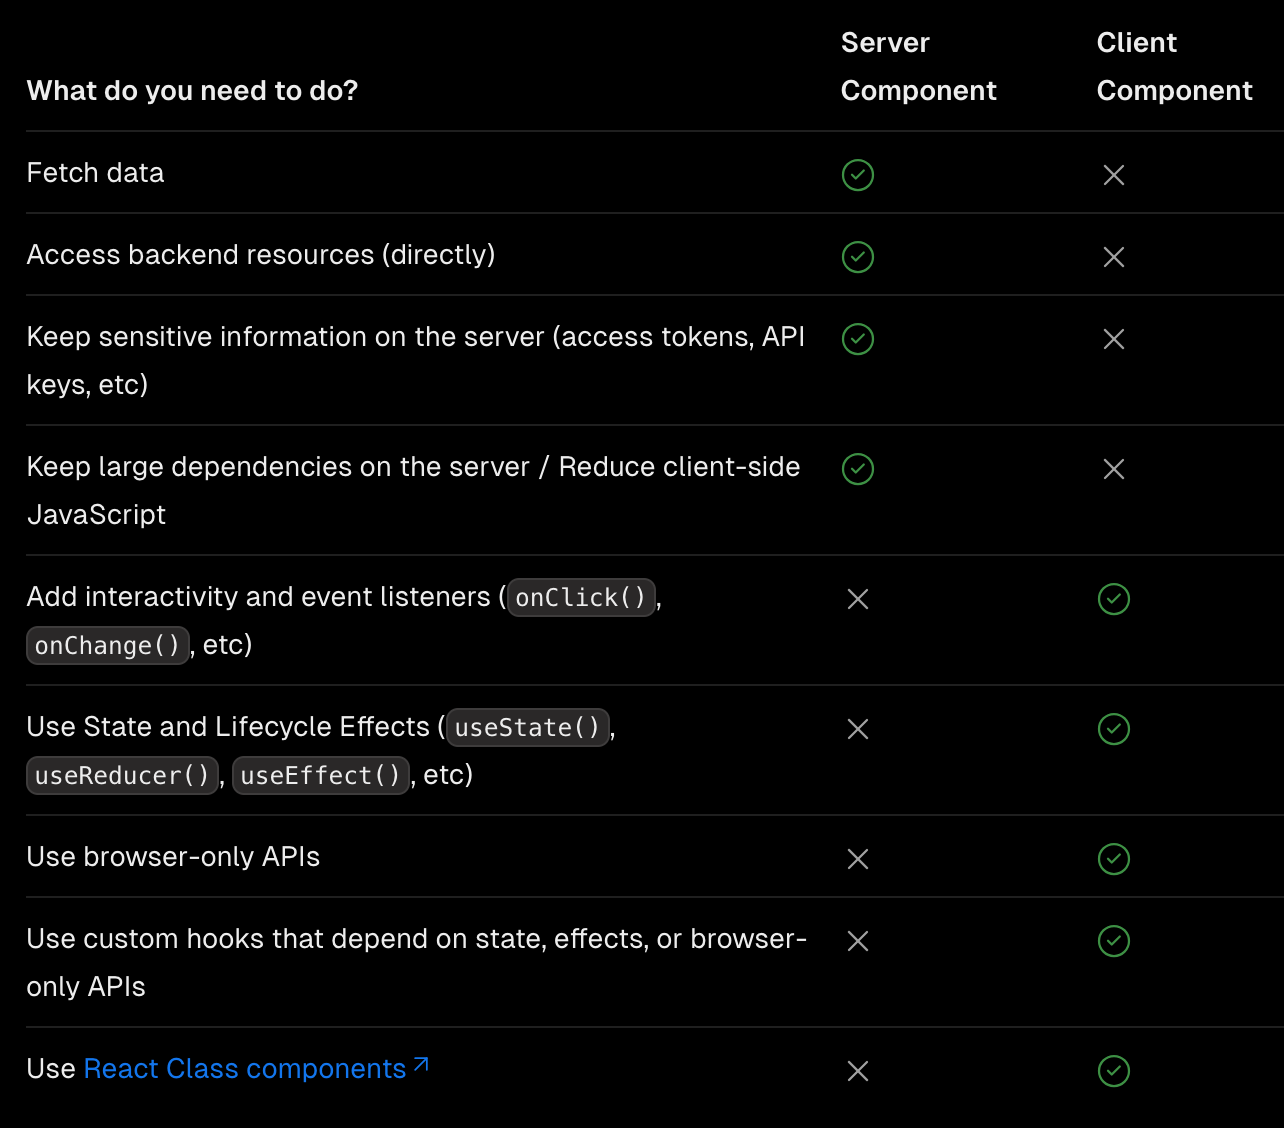 Server Client
What do you need to do? Component Component
Fetch data
Access backend resources (directly)
Keep sensitive information on the server (access tokens, API
keys, etc)
Keep large dependencies on the server / Reduce client-side
JavaScript
Add interactivity and event listeners (onClick(),
onChange(), etc)
Use State and Lifecycle Effects (useState(),
useReducer(), useEffect(), etc)
Use browser-only APIs
Use custom hooks that depend on state, effects, or browser-
only APIs
Use React Class components